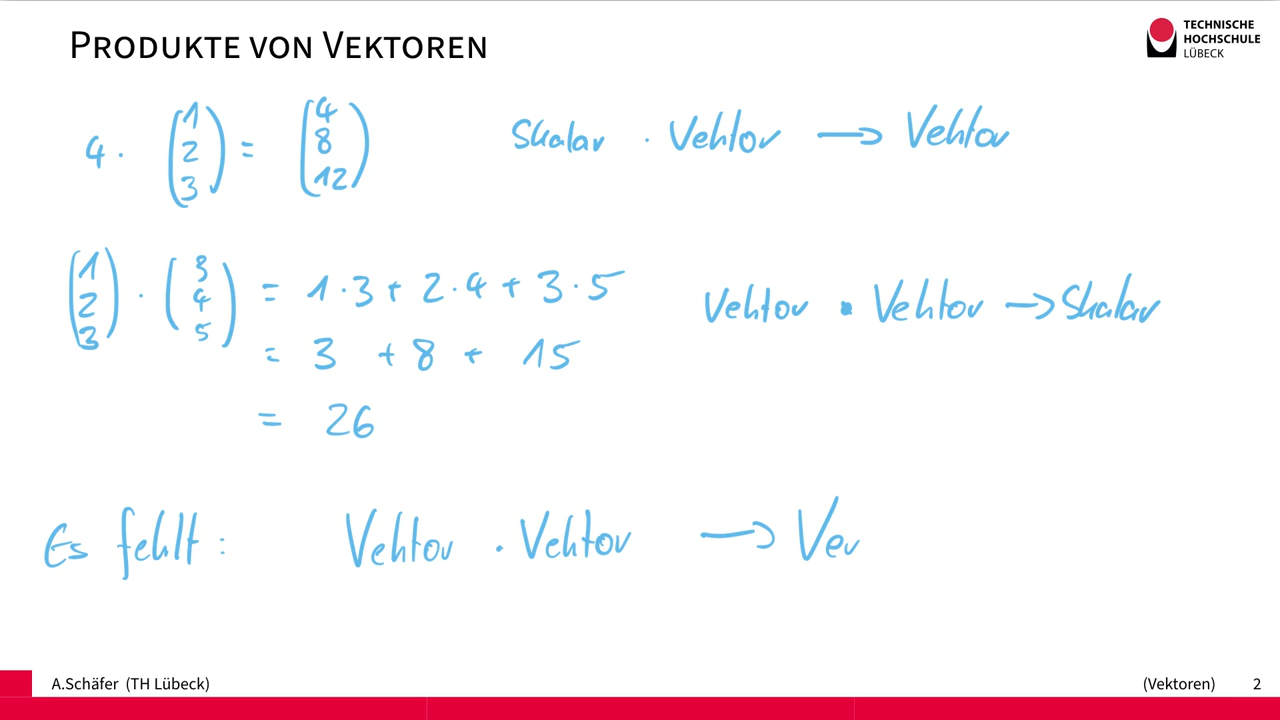 PRODUKTE VON VEKTOREN
TECHNISCHE
HOCHSCHULE
LÜBECK
4 · (1 2 3) = (4 8 12) Skalar · Vektor → Vektor
(1 2 3) · (3 4 5) = 1·3 + 2·4 + 3·5 Vektor · Vektor → Skalar
= 3 + 8 + 15
= 26
Es fehlt: Vektor · Vektor → Vek
A.Schäfer (TH Lübeck) (Vektoren) 2